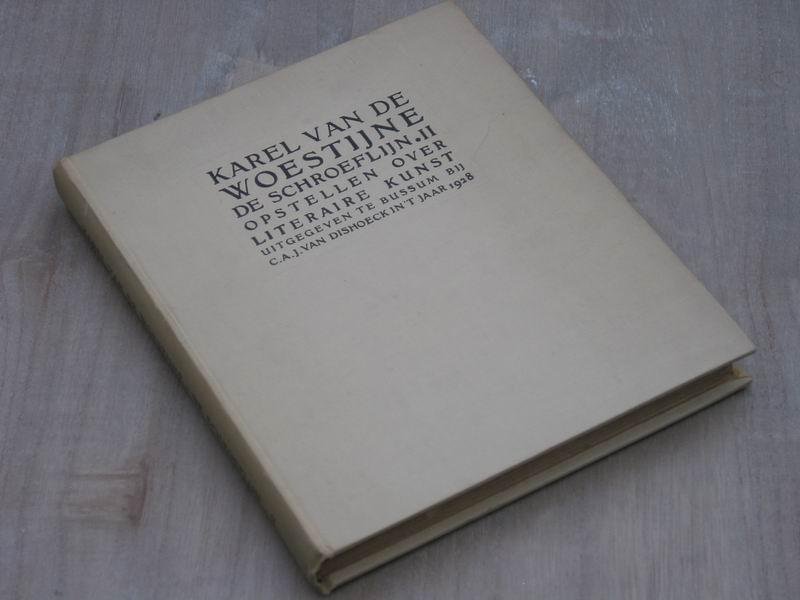 KAREL VAN DE
WOESTIJNE
DE SCHROEFLIJN.II
OPSTELLEN OVER
LITERAIRE KUNST
UITGEGEVEN TE BUSSUM BIJ
C.A.J.VAN DISHOECK IN'T JAAR 1928